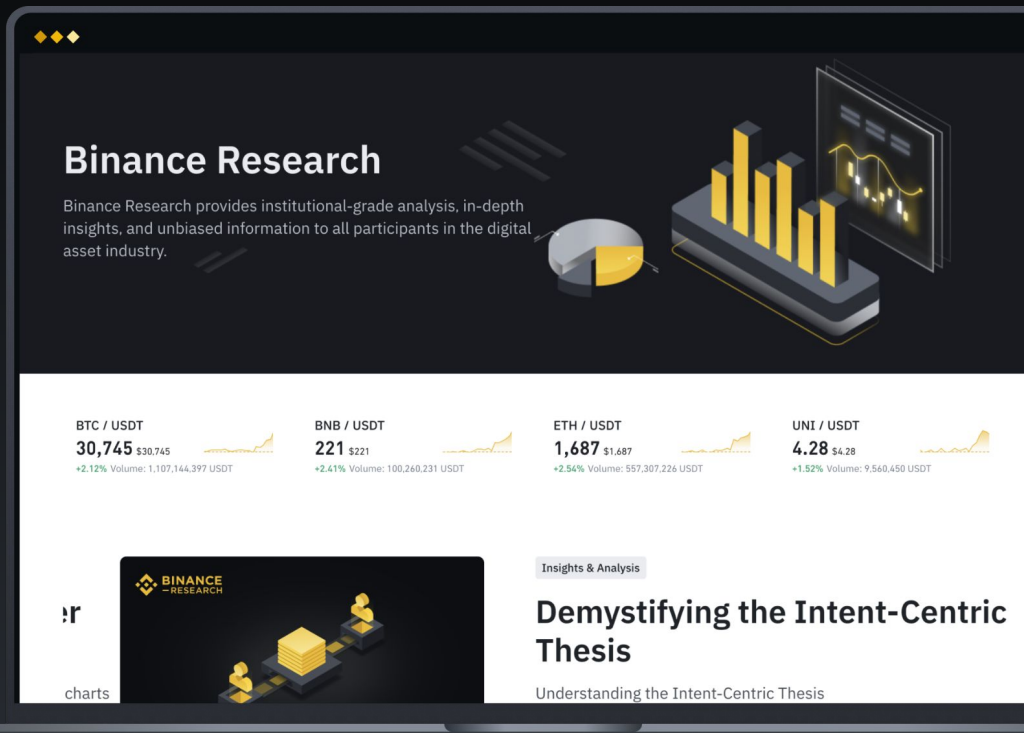 Binance Research
Binance Research provides institutional-grade analysis, in-depth
insights, and unbiased information to all participants in the digital
asset industry.
BTC / USDT
30,745 $30,745
+2.12% Volume: 1,107,144,397 USDT
BNB / USDT
221 $221
+2.41% Volume: 100,260,231 USDT
ETH / USDT
1,687 $1,687
+2.54% Volume: 557,307,226 USDT
UNI / USDT
4.28 $4.28
+1.52% Volume: 9,560,450 USDT
er
charts
BINANCE
RESEARCH
Insights & Analysis
Demystifying the Intent-Centric
Thesis
Understanding the Intent-Centric Thesis